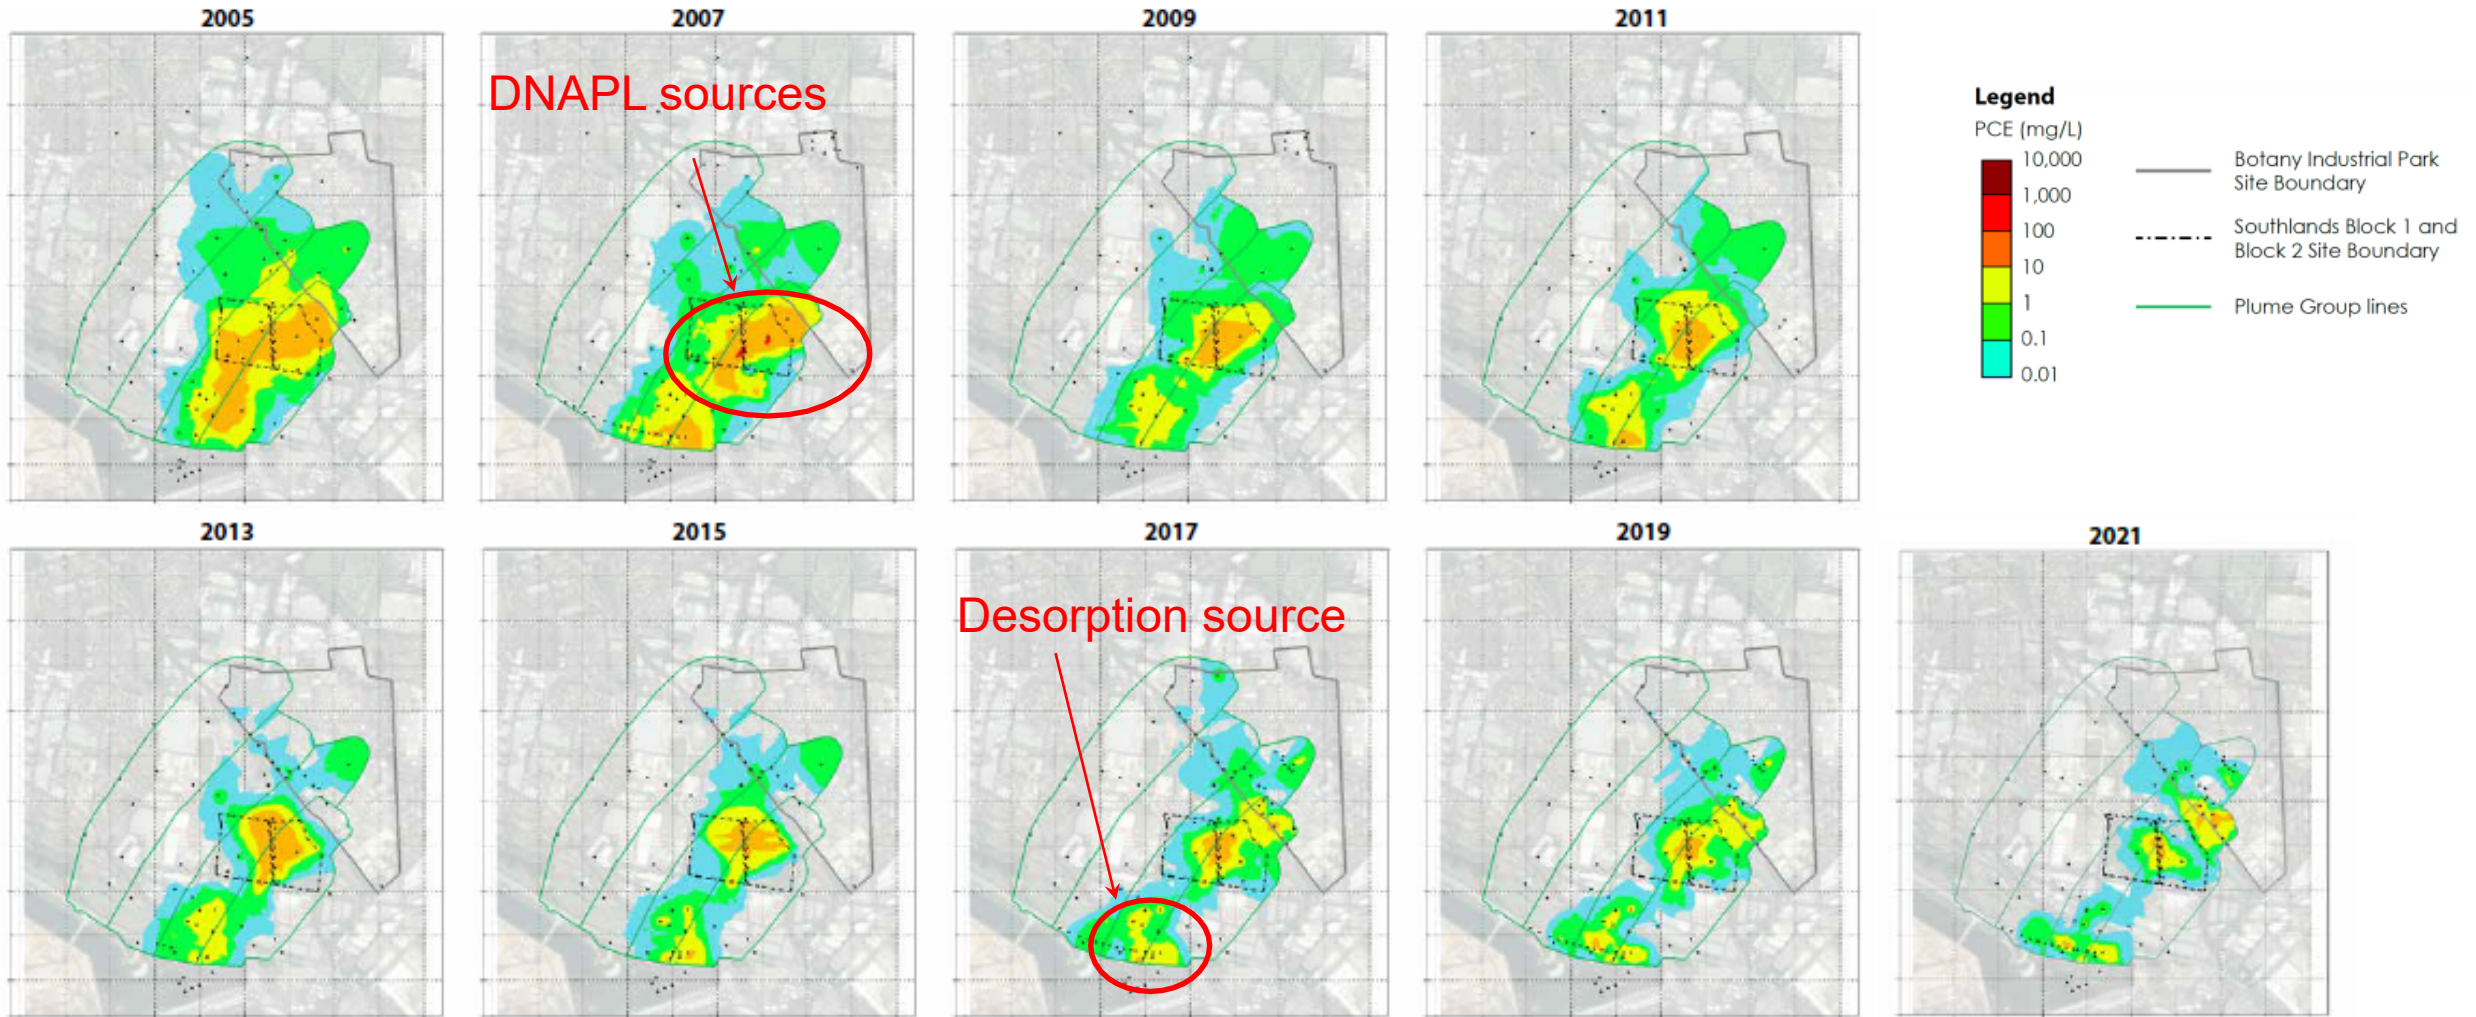 2005
2007
2009
2011
DNAPL sources
Legend
PCE (mg/L)
10,000
1,000
100
10
1
0.1
0.01
Botany Industrial Park
Site Boundary
Southlands Block 1 and
Block 2 Site Boundary
Plume Group lines
2013
2015
2017
2019
2021
Desorption source